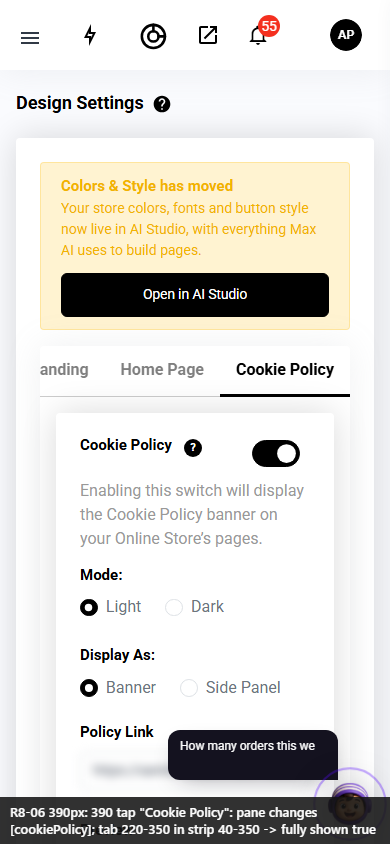 55
AP
Design Settings ?
Colors & Style has moved
Your store colors, fonts and button style
now live in AI Studio, with everything Max
AI uses to build pages.
Open in AI Studio
anding Home Page Cookie Policy
Cookie Policy ?
Enabling this switch will display
the Cookie Policy banner on
your Online Store's pages.
Mode:
Light Dark
Display As:
Banner Side Panel
Policy Link
How many orders this we
R8-06 390px: 390 tap "Cookie Policy": pane changes
[cookiePolicy]; tab 220-350 in strip 40-350 -> fully shown true